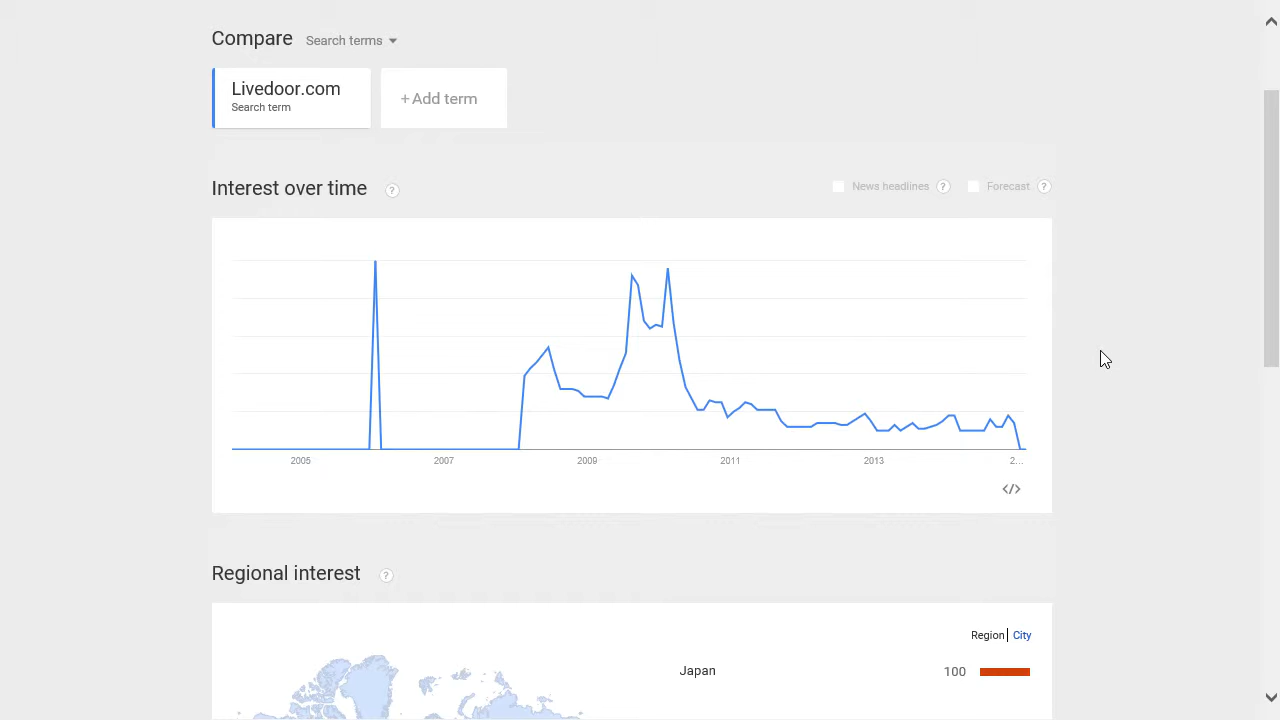 Compare Search terms
Livedoor.com
Search term
+ Add term
Interest over time ?
News headlines ? Forecast ?
2005 2007 2009 2011 2013 2...
</>
Regional interest ?
Region City
Japan 100